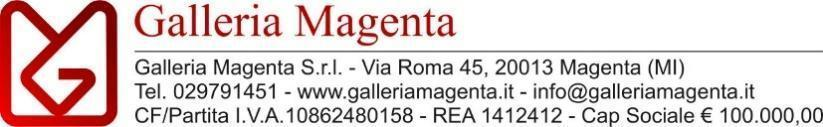 Galleria Magenta
Galleria Magenta S.r.l. - Via Roma 45, 20013 Magenta (MI)
Tel. 029791451 - www.galleriamagenta.it - info@galleriamagenta.it
CF/Partita I.V.A.10862480158 - REA 1412412 - Cap Sociale € 100.000,00